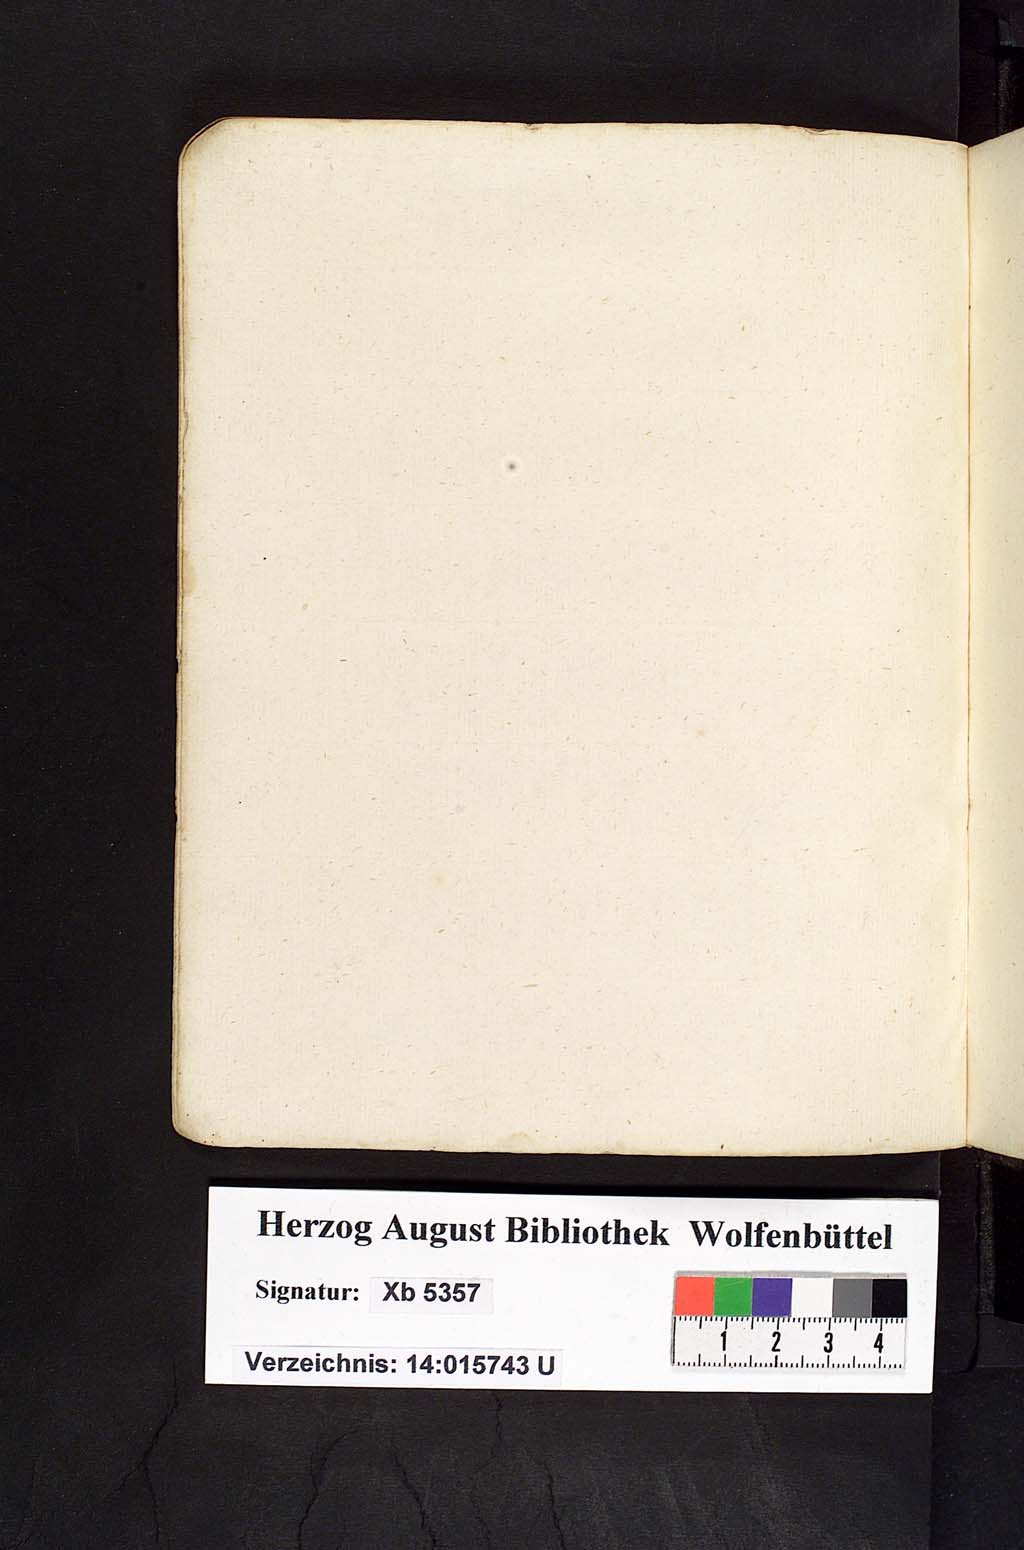 Herzog August Bibliothek Wolfenbüttel
Signatur: Xb 5357
Verzeichnis: 14:015743 U
1 2 3 4